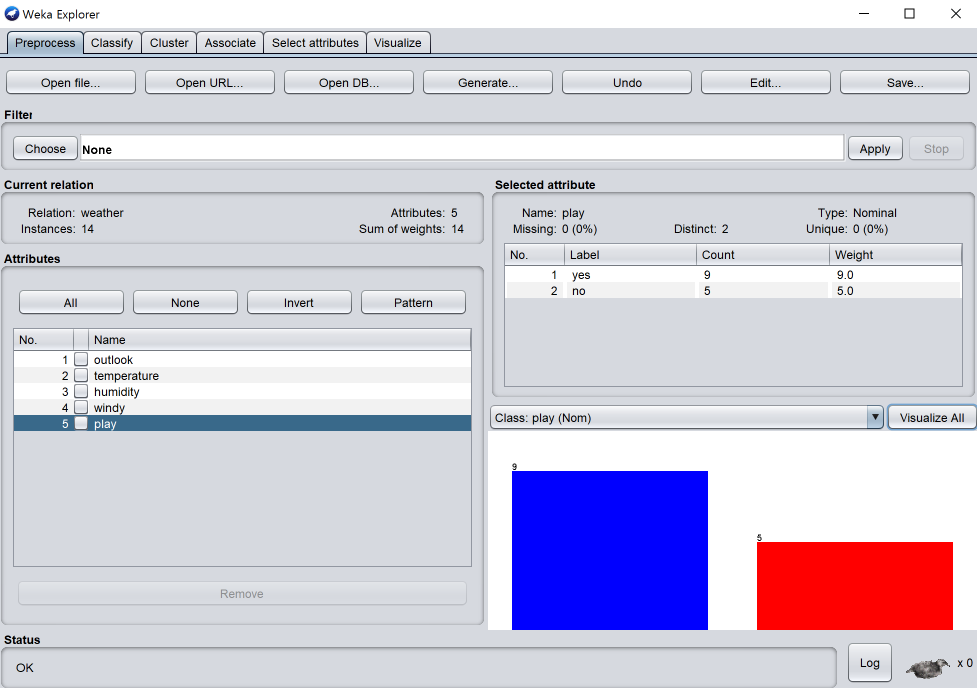 Weka Explorer
Preprocess Classify Cluster Associate Select attributes Visualize
Open file... Open URL... Open DB... Generate... Undo Edit... Save...
Filter
Choose None Apply Stop
Current relation
Relation: weather Attributes: 5
Instances: 14 Sum of weights: 14
Selected attribute
Name: play Type: Nominal
Missing: 0 (0%) Distinct: 2 Unique: 0 (0%)
No. Label Count Weight
1 yes 9 9.0
2 no 5 5.0
Attributes
All None Invert Pattern
No. Name
1 outlook
2 temperature
3 humidity
4 windy
5 play
Remove
Class: play (Nom) Visualize All
9
5
Status
OK
Log x 0